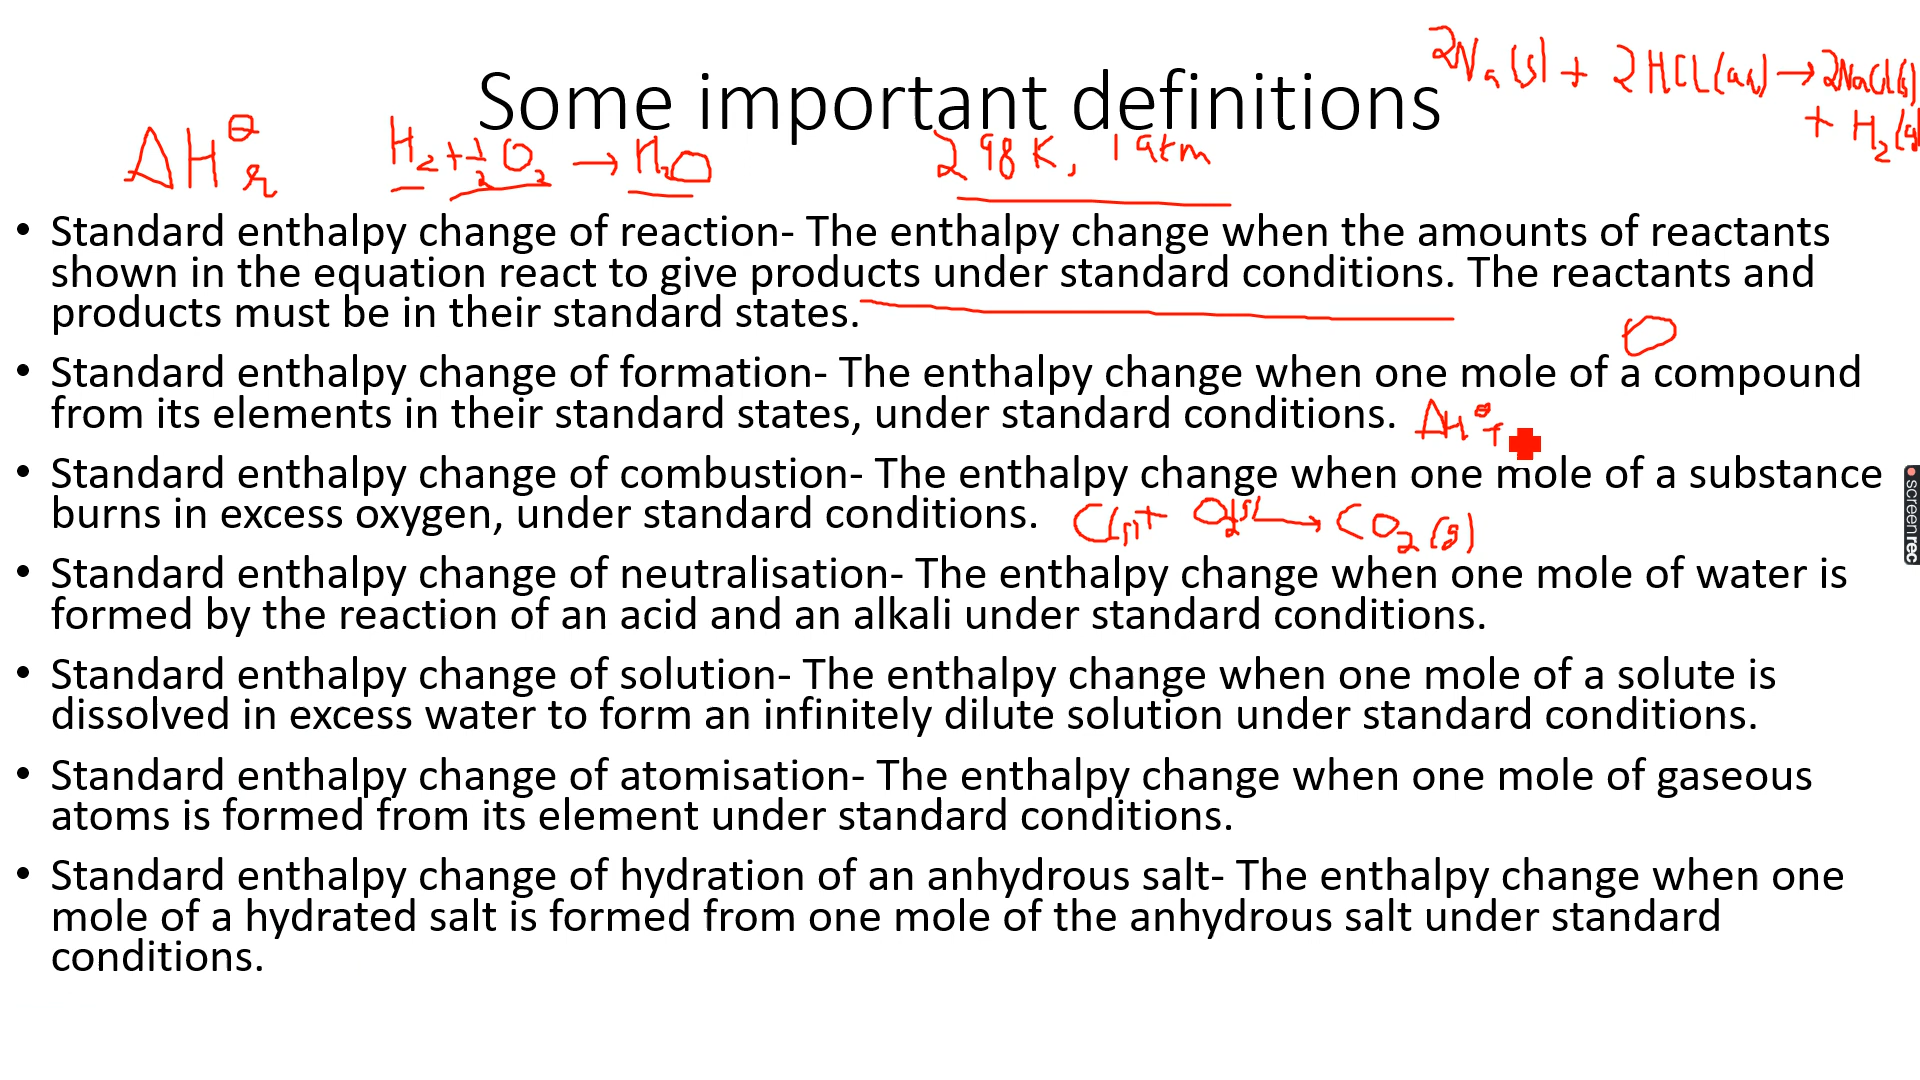 2Na(s) + 2HCl(aq) → 2NaCl(s)
+ H2(g)
Some important definitions
ΔHᶱr H2 + 1/2 O2 → H2O 298 K, 1 atm
• Standard enthalpy change of reaction- The enthalpy change when the amounts of reactants
shown in the equation react to give products under standard conditions. The reactants and
products must be in their standard states.
• Standard enthalpy change of formation- The enthalpy change when one mole of a compound
from its elements in their standard states, under standard conditions. ΔHᶱf
• Standard enthalpy change of combustion- The enthalpy change when one mole of a substance
burns in excess oxygen, under standard conditions. C(s) + O2 → CO2(g)
• Standard enthalpy change of neutralisation- The enthalpy change when one mole of water is
formed by the reaction of an acid and an alkali under standard conditions.
• Standard enthalpy change of solution- The enthalpy change when one mole of a solute is
dissolved in excess water to form an infinitely dilute solution under standard conditions.
• Standard enthalpy change of atomisation- The enthalpy change when one mole of gaseous
atoms is formed from its element under standard conditions.
• Standard enthalpy change of hydration of an anhydrous salt- The enthalpy change when one
mole of a hydrated salt is formed from one mole of the anhydrous salt under standard
conditions.
screenrec